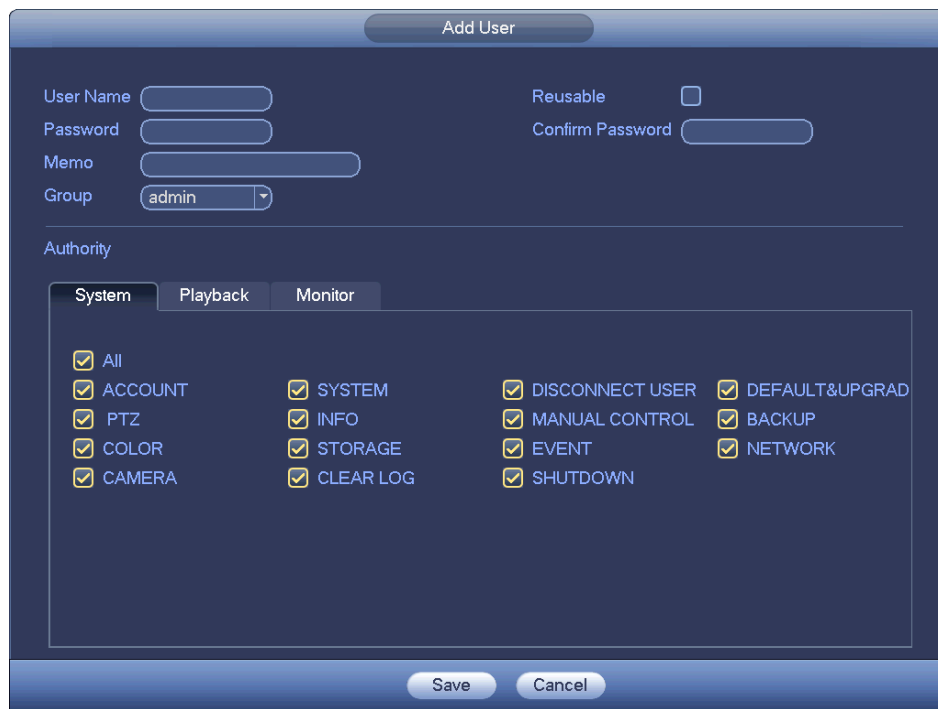 Add User
User Name
Reusable
Password
Confirm Password
Memo
Group admin
Authority
System Playback Monitor
All
ACCOUNT SYSTEM DISCONNECT USER DEFAULT&UPGRAD
PTZ INFO MANUAL CONTROL BACKUP
COLOR STORAGE EVENT NETWORK
CAMERA CLEAR LOG SHUTDOWN
Save Cancel